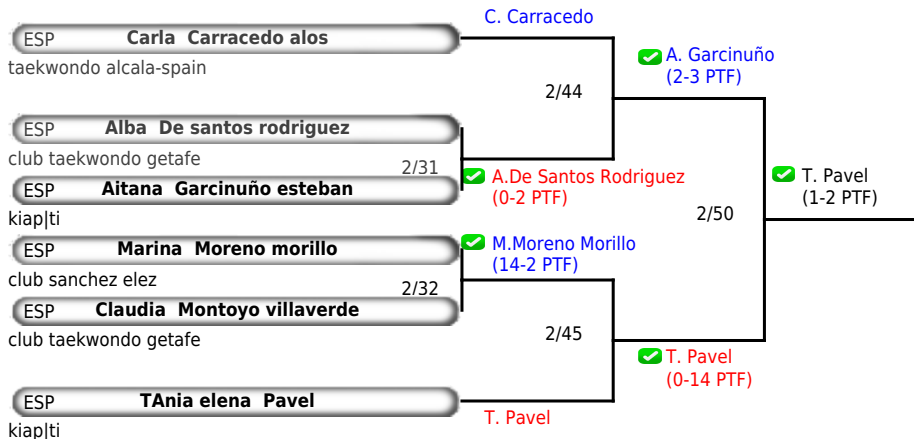 C. Carracedo
ESP Carla Carracedo alos
taekwondo alcala-spain
A. Garcinuño
(2-3 PTF)
2/44
ESP Alba De santos rodriguez
club taekwondo getafe
2/31
A.De Santos Rodriguez
(0-2 PTF)
ESP Aitana Garcinuño esteban
kiap|ti
T. Pavel
(1-2 PTF)
2/50
ESP Marina Moreno morillo
club sanchez elez
M.Moreno Morillo
(14-2 PTF)
2/32
ESP Claudia Montoyo villaverde
club taekwondo getafe
2/45
T. Pavel
(0-14 PTF)
ESP TAnia elena Pavel
kiap|ti
T. Pavel